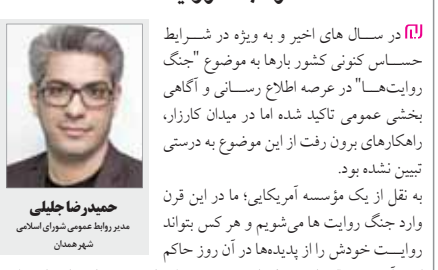 در سال های اخیر و به ویژه در شرایط
حساس کنونی کشور بارها به موضوع "جنگ
روایت‌ها" در عرصه اطلاع رسانی و آگاهی
بخشی عمومی تاکید شده اما در میدان کارزار،
راهکارهای برون رفت از این موضوع به درستی
تبیین نشده بود.
به نقل از یک مؤسسه آمریکایی؛ ما در این قرن
وارد جنگ روایت ها می‌شویم و هر کس بتواند
روایت خودش را از پدیده‌ها در آن روز حاکم
حمیدرضا جلیلی
مدیر روابط عمومی شورای اسلامی
شهر همدان